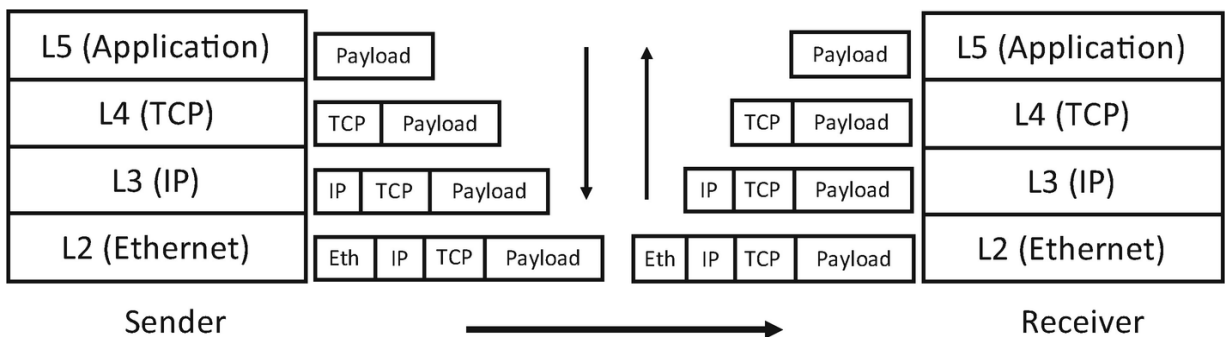 L5 (Application) Payload Payload L5 (Application)
L4 (TCP) TCP Payload TCP Payload L4 (TCP)
L3 (IP) IP TCP Payload IP TCP Payload L3 (IP)
L2 (Ethernet) Eth IP TCP Payload Eth IP TCP Payload L2 (Ethernet)
Sender Receiver